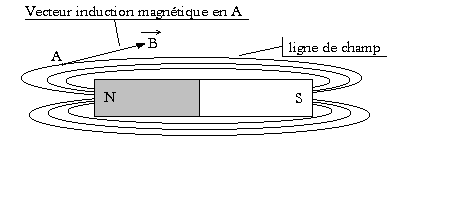 Vecteur induction magnétique en A
B
ligne de champ
A
N
S